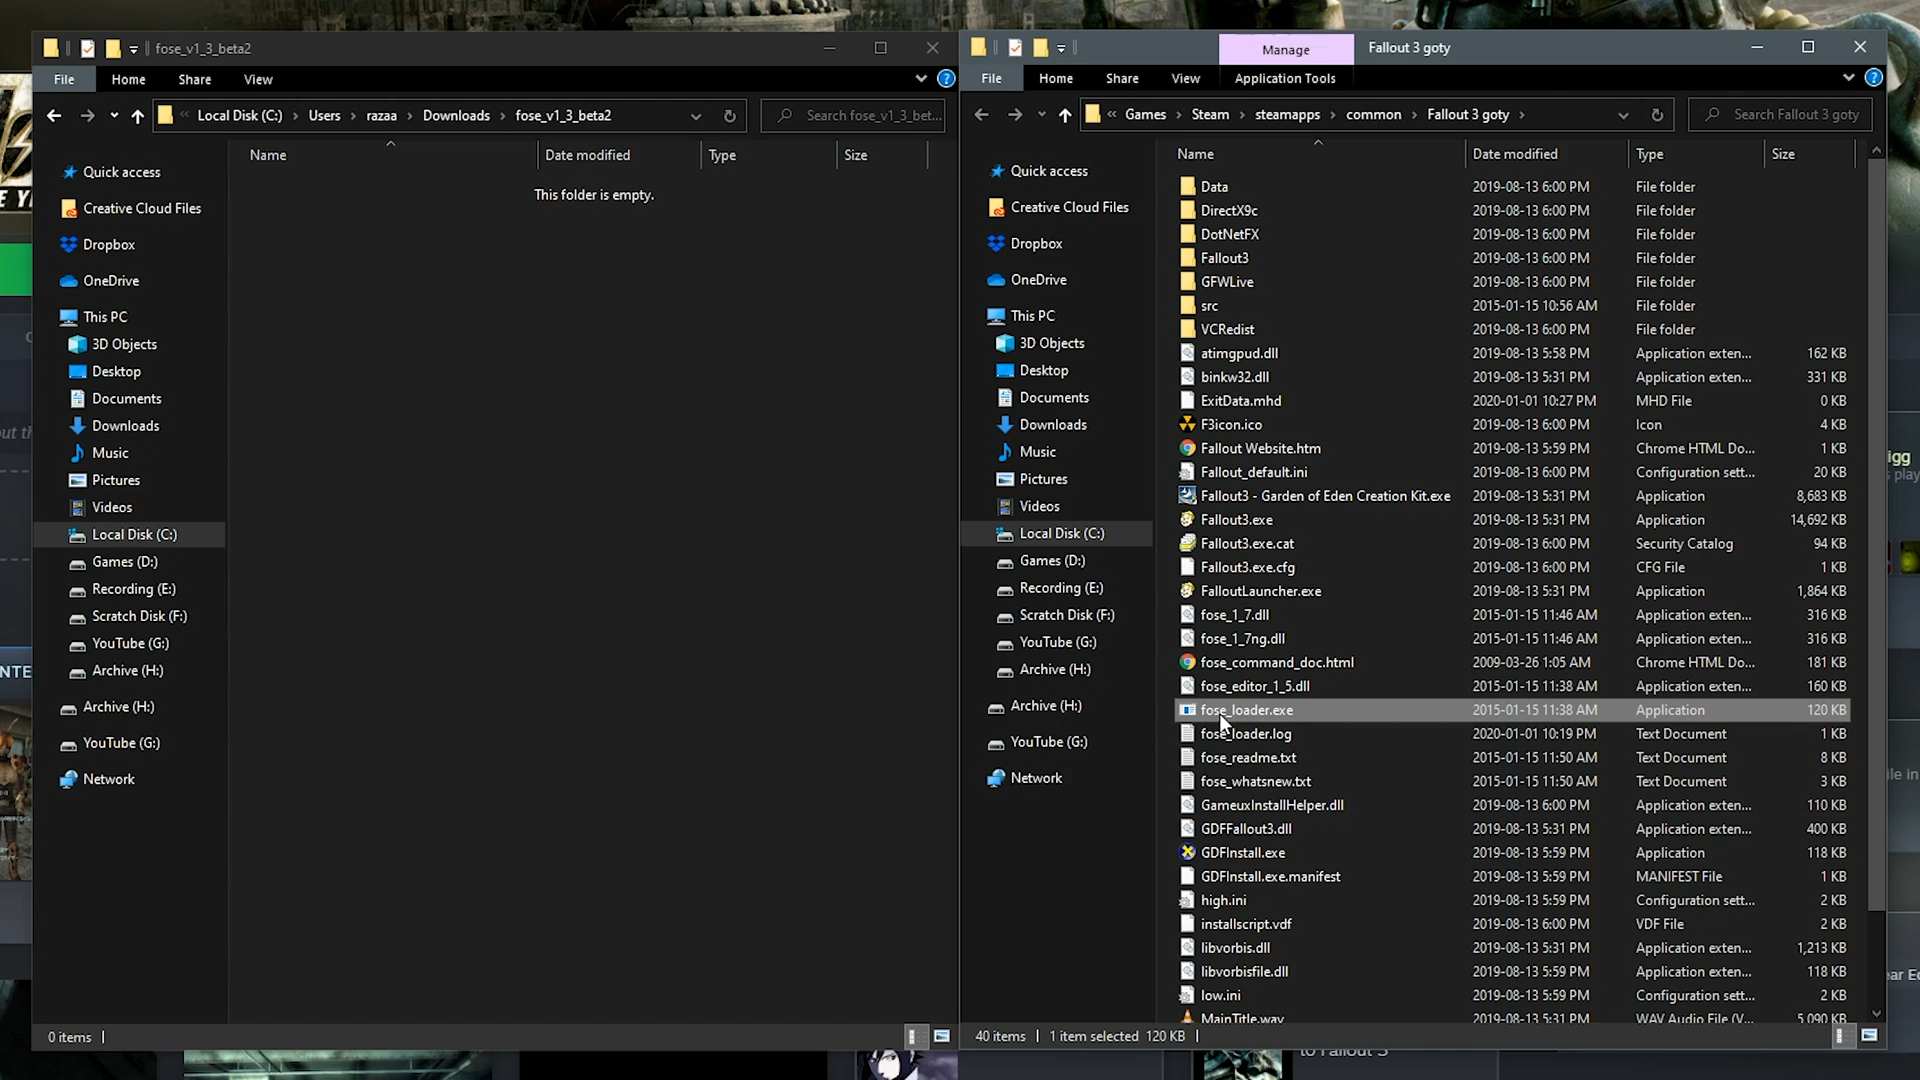 fose_v1_3_beta2
File Home Share View
Local Disk (C:) > Users > razaa > Downloads > fose_v1_3_beta2
Search fose_v1_3_bet...
Name Date modified Type Size
This folder is empty.
Quick access
Creative Cloud Files
Dropbox
OneDrive
This PC
3D Objects
Desktop
Documents
Downloads
Music
Pictures
Videos
Local Disk (C:)
Games (D:)
Recording (E:)
Scratch Disk (F:)
YouTube (G:)
Archive (H:)
Archive (H:)
YouTube (G:)
Network
0 items
Manage Fallout 3 goty
File Home Share View Application Tools
« Games > Steam > steamapps > common > Fallout 3 goty >
Search Fallout 3 goty
Quick access
Creative Cloud Files
Dropbox
OneDrive
This PC
3D Objects
Desktop
Documents
Downloads
Music
Pictures
Videos
Local Disk (C:)
Games (D:)
Recording (E:)
Scratch Disk (F:)
YouTube (G:)
Archive (H:)
Archive (H:)
YouTube (G:)
Network
Name Date modified Type Size
Data 2019-08-13 6:00 PM File folder
DirectX9c 2019-08-13 6:00 PM File folder
DotNetFX 2019-08-13 6:00 PM File folder
Fallout3 2019-08-13 6:00 PM File folder
GFWLive 2019-08-13 6:00 PM File folder
src 2015-01-15 10:56 AM File folder
VCRedist 2019-08-13 6:00 PM File folder
atimgpud.dll 2019-08-13 5:58 PM Application exten... 162 KB
binkw32.dll 2019-08-13 5:31 PM Application exten... 331 KB
ExitData.mhd 2020-01-01 10:27 PM MHD File 0 KB
F3icon.ico 2019-08-13 6:00 PM Icon 4 KB
Fallout Website.htm 2019-08-13 5:59 PM Chrome HTML Do... 1 KB
Fallout_default.ini 2019-08-13 6:00 PM Configuration sett... 20 KB
Fallout3 - Garden of Eden Creation Kit.exe 2019-08-13 5:31 PM Application 8,683 KB
Fallout3.exe 2019-08-13 5:31 PM Application 14,692 KB
Fallout3.exe.cat 2019-08-13 6:00 PM Security Catalog 94 KB
Fallout3.exe.cfg 2019-08-13 6:00 PM CFG File 1 KB
FalloutLauncher.exe 2019-08-13 5:31 PM Application 1,864 KB
fose_1_7.dll 2015-01-15 11:46 AM Application exten... 316 KB
fose_1_7ng.dll 2015-01-15 11:46 AM Application exten... 316 KB
fose_command_doc.html 2009-03-26 1:05 AM Chrome HTML Do... 181 KB
fose_editor_1_5.dll 2015-01-15 11:38 AM Application exten... 160 KB
fose_loader.exe 2015-01-15 11:38 AM Application 120 KB
fose_loader.log 2020-01-01 10:19 PM Text Document 1 KB
fose_readme.txt 2015-01-15 11:50 AM Text Document 8 KB
fose_whatsnew.txt 2015-01-15 11:50 AM Text Document 3 KB
GameuxInstallHelper.dll 2019-08-13 6:00 PM Application exten... 110 KB
GDFFallout3.dll 2019-08-13 5:31 PM Application exten... 400 KB
GDFInstall.exe 2019-08-13 5:59 PM Application 118 KB
GDFInstall.exe.manifest 2019-08-13 5:59 PM MANIFEST File 1 KB
high.ini 2019-08-13 5:59 PM Configuration sett... 2 KB
installscript.vdf 2019-08-13 6:00 PM VDF File 2 KB
libvorbis.dll 2019-08-13 5:31 PM Application exten... 1,213 KB
libvorbisfile.dll 2019-08-13 5:59 PM Application exten... 118 KB
low.ini 2019-08-13 5:59 PM Configuration sett... 2 KB
MainTitle.wav 2019-08-13 5:31 PM WAV Audio File (V... 5,090 KB
40 items 1 item selected 120 KB
to Fallout 3